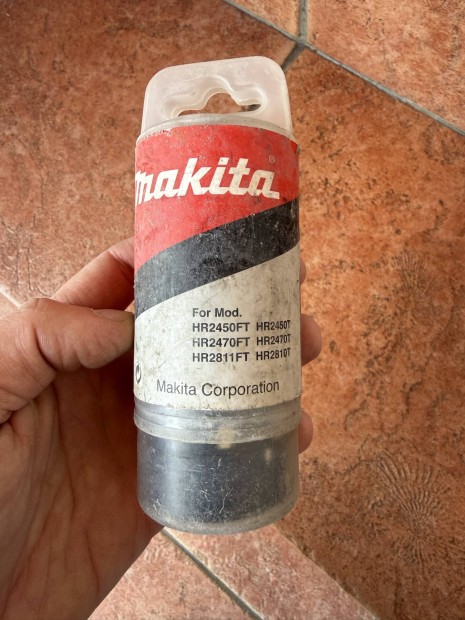 makita®
For Mod.
HR2450FT HR2450T
HR2470FT HR2470T
HR2811FT HR2810T
Makita Corporation